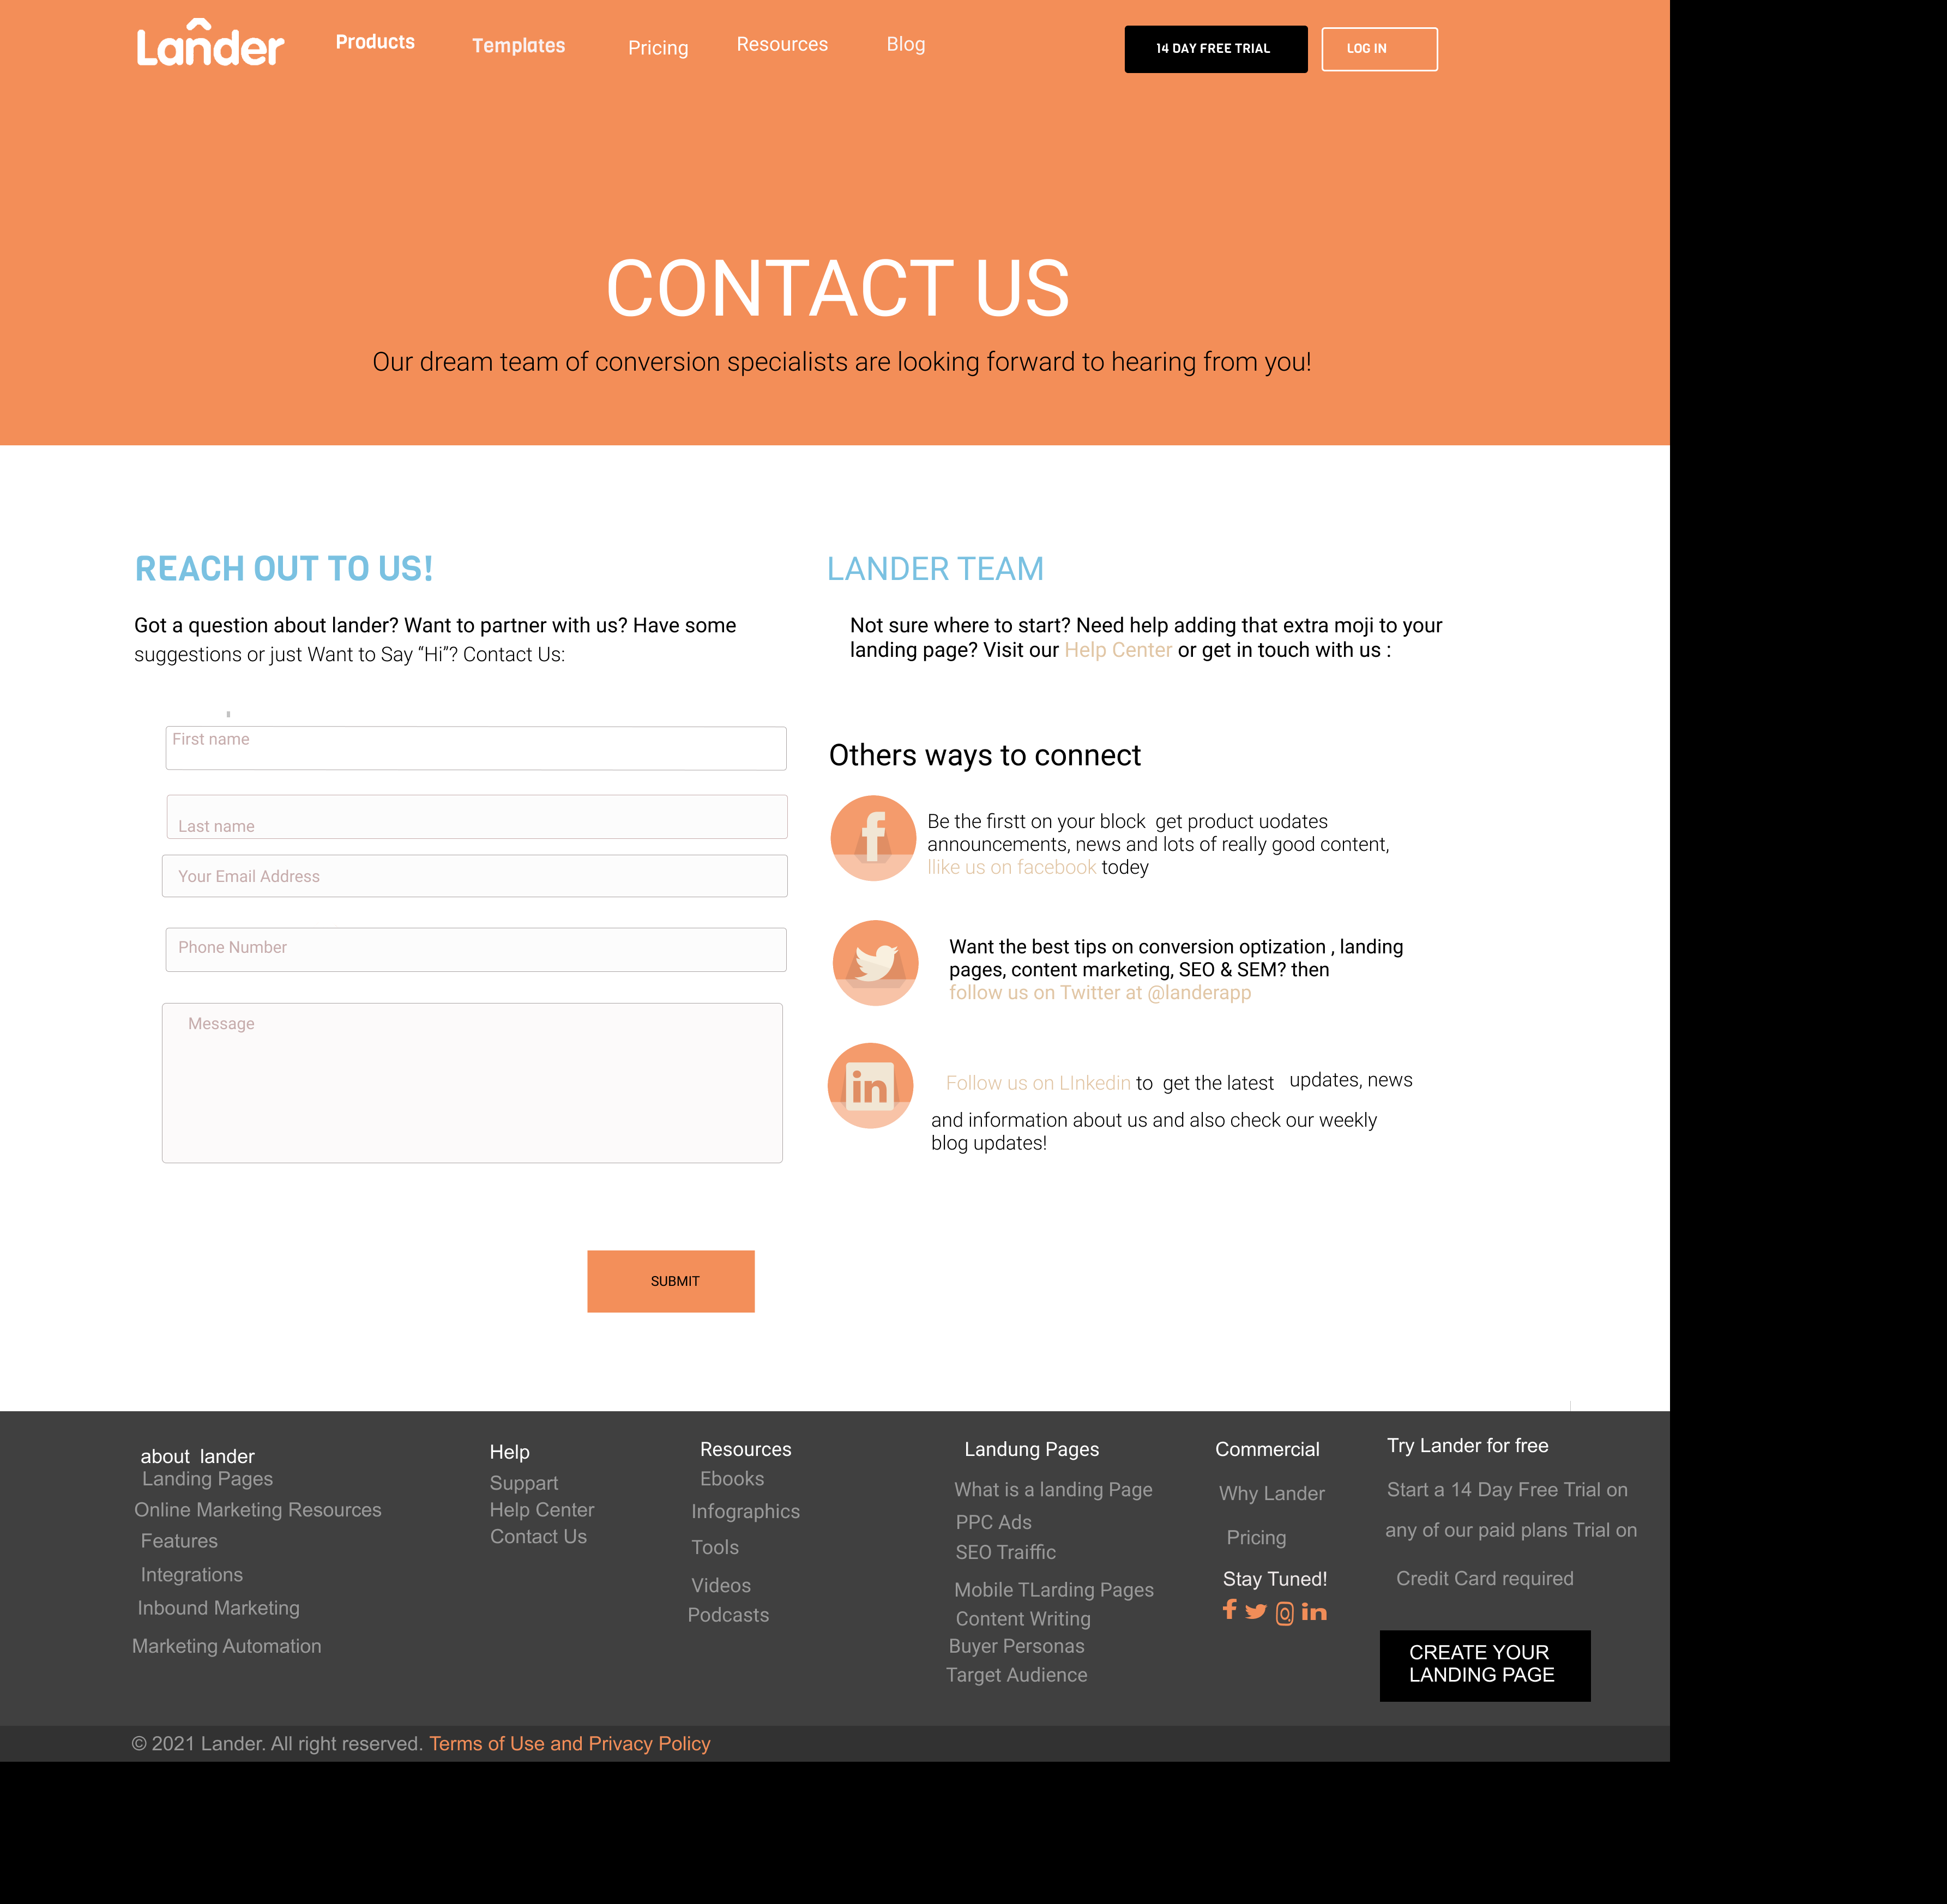 Lander
Products
Templates
Pricing
Resources
Blog
14 DAY FREE TRIAL
LOG IN
CONTACT US
Our dream team of conversion specialists are looking forward to hearing from you!
REACH OUT TO US!
Got a question about lander? Want to partner with us? Have some
suggestions or just Want to Say “Hi”? Contact Us:
First name
Last name
Your Email Address
Phone Number
Message
SUBMIT
LANDER TEAM
Not sure where to start? Need help adding that extra moji to your
landing page? Visit our Help Center or get in touch with us :
Others ways to connect
Be the firstt on your block  get product uodates
announcements, news and lots of really good content,
llike us on facebook today
Want the best tips on conversion optization , landing
pages, content marketing, SEO & SEM? then
follow us on Twitter at @landerapp
in
Follow us on LInkedin to  get the latest updates, news
and information about us and also check our weekly
blog updates!
about  lander
Landing Pages
Online Marketing Resources
Features
Integrations
Inbound Marketing
Marketing Automation
Help
Suppart
Help Center
Contact Us
Resources
Ebooks
Infographics
Tools
Videos
Podcasts
Landung Pages
What is a landing Page
PPC Ads
SEO Traiffic
Mobile TLarding Pages
Content Writing
Buyer Personas
Target Audience
Commercial
Why Lander
Pricing
Stay Tuned!
in
Try Lander for free
Start a 14 Day Free Trial on
any of our paid plans Trial on
Credit Card required
CREATE YOUR
LANDING PAGE
© 2021 Lander. All right reserved. Terms of Use and Privacy Policy